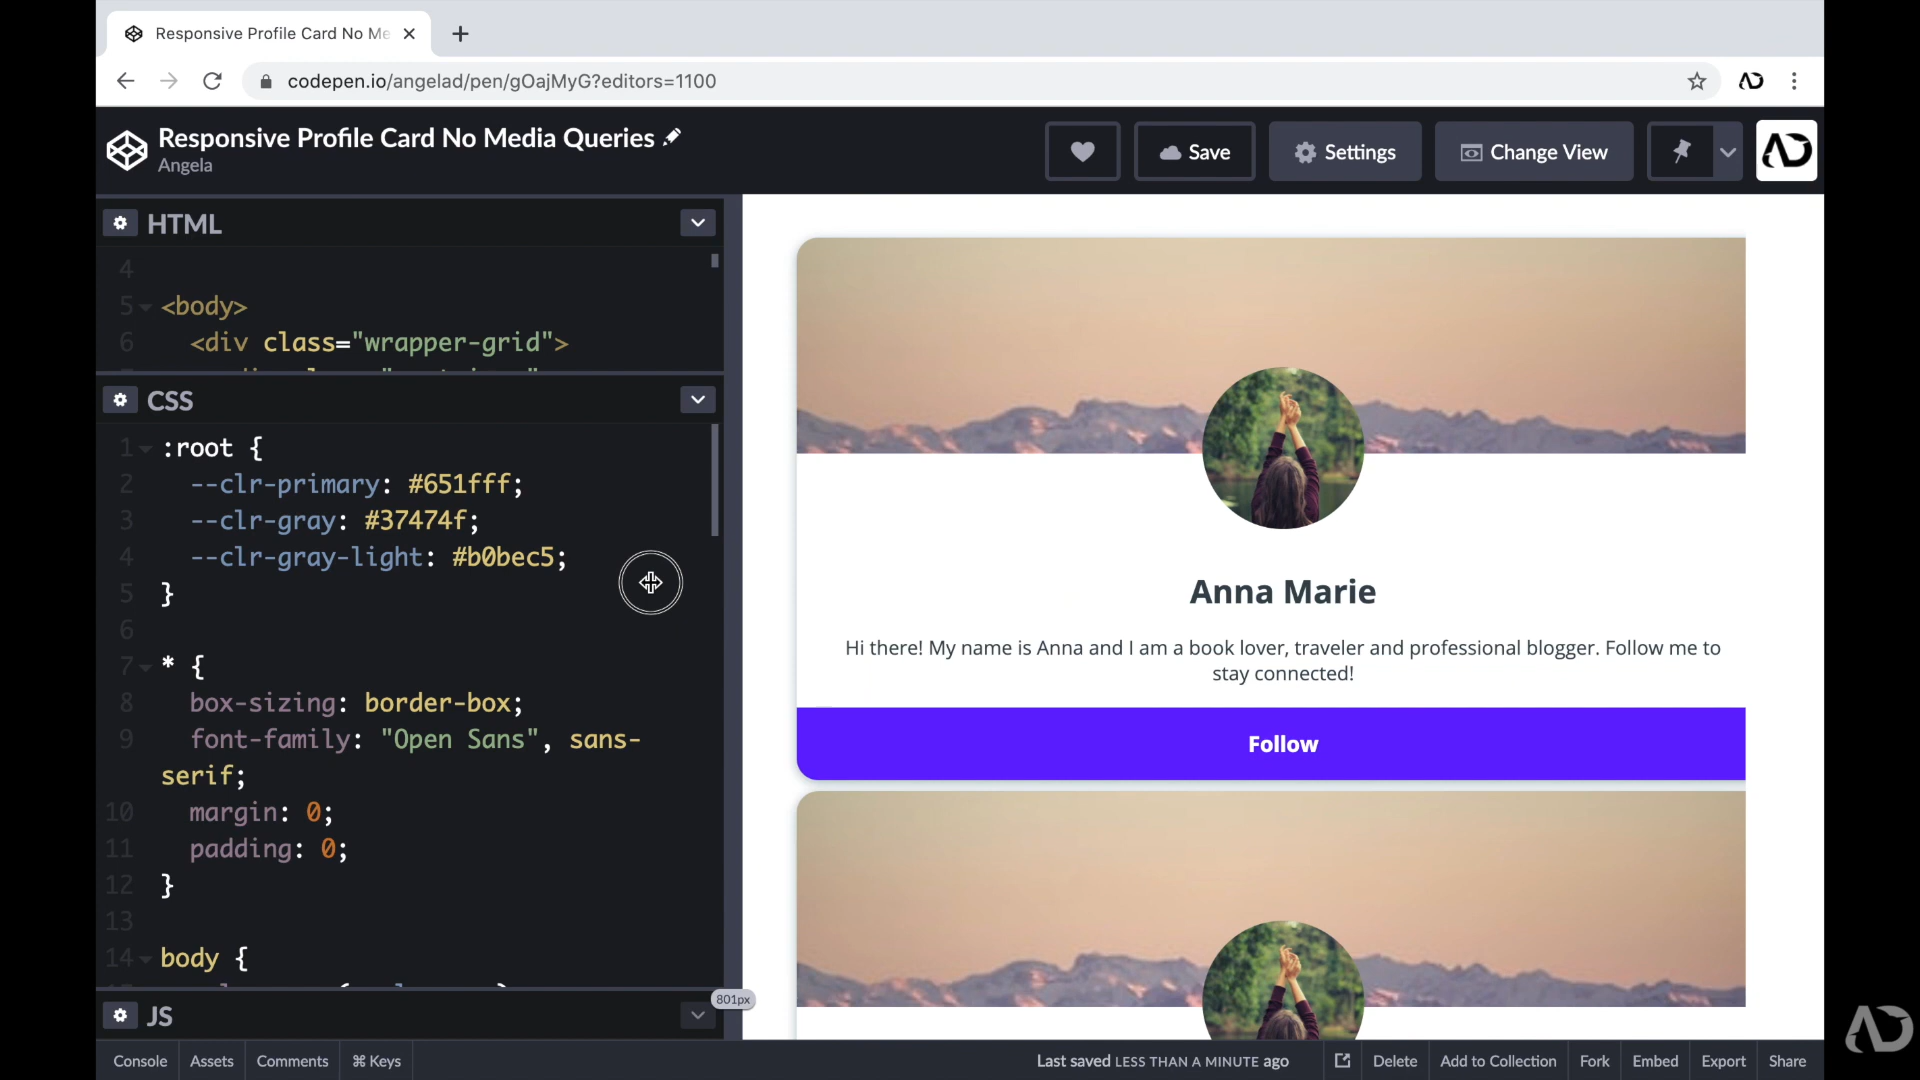 Responsive Profile Card No Me
codepen.io/angelad/pen/gOajMyG?editors=1100
Responsive Profile Card No Media Queries
Angela
Save
Settings
Change View
HTML
4
5 <body>
6 <div class="wrapper-grid">
CSS
1 :root {
2 --clr-primary: #651fff;
3 --clr-gray: #37474f;
4 --clr-gray-light: #b0bec5;
5 }
6
7 * {
8 box-sizing: border-box;
9 font-family: "Open Sans", sans-
serif;
10 margin: 0;
11 padding: 0;
12 }
13
14 body {
JS
801px
Anna Marie
Hi there! My name is Anna and I am a book lover, traveler and professional blogger. Follow me to
stay connected!
Follow
Console Assets Comments ⌘ Keys
Last saved LESS THAN A MINUTE ago Delete Add to Collection Fork Embed Export Share